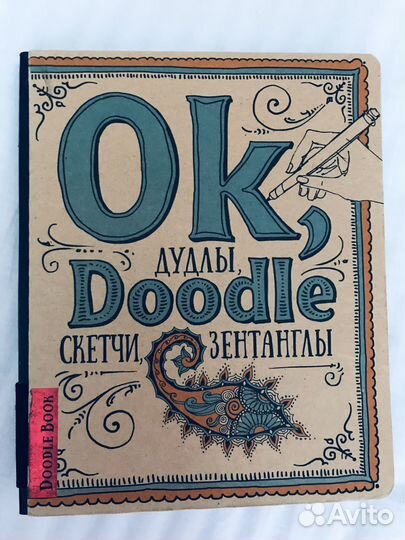 Ok,
ДУДЛЫ,
Doodle
СКЕТЧИ, ЗЕНТАНГЛЫ
DOODLE BOOK
Avito